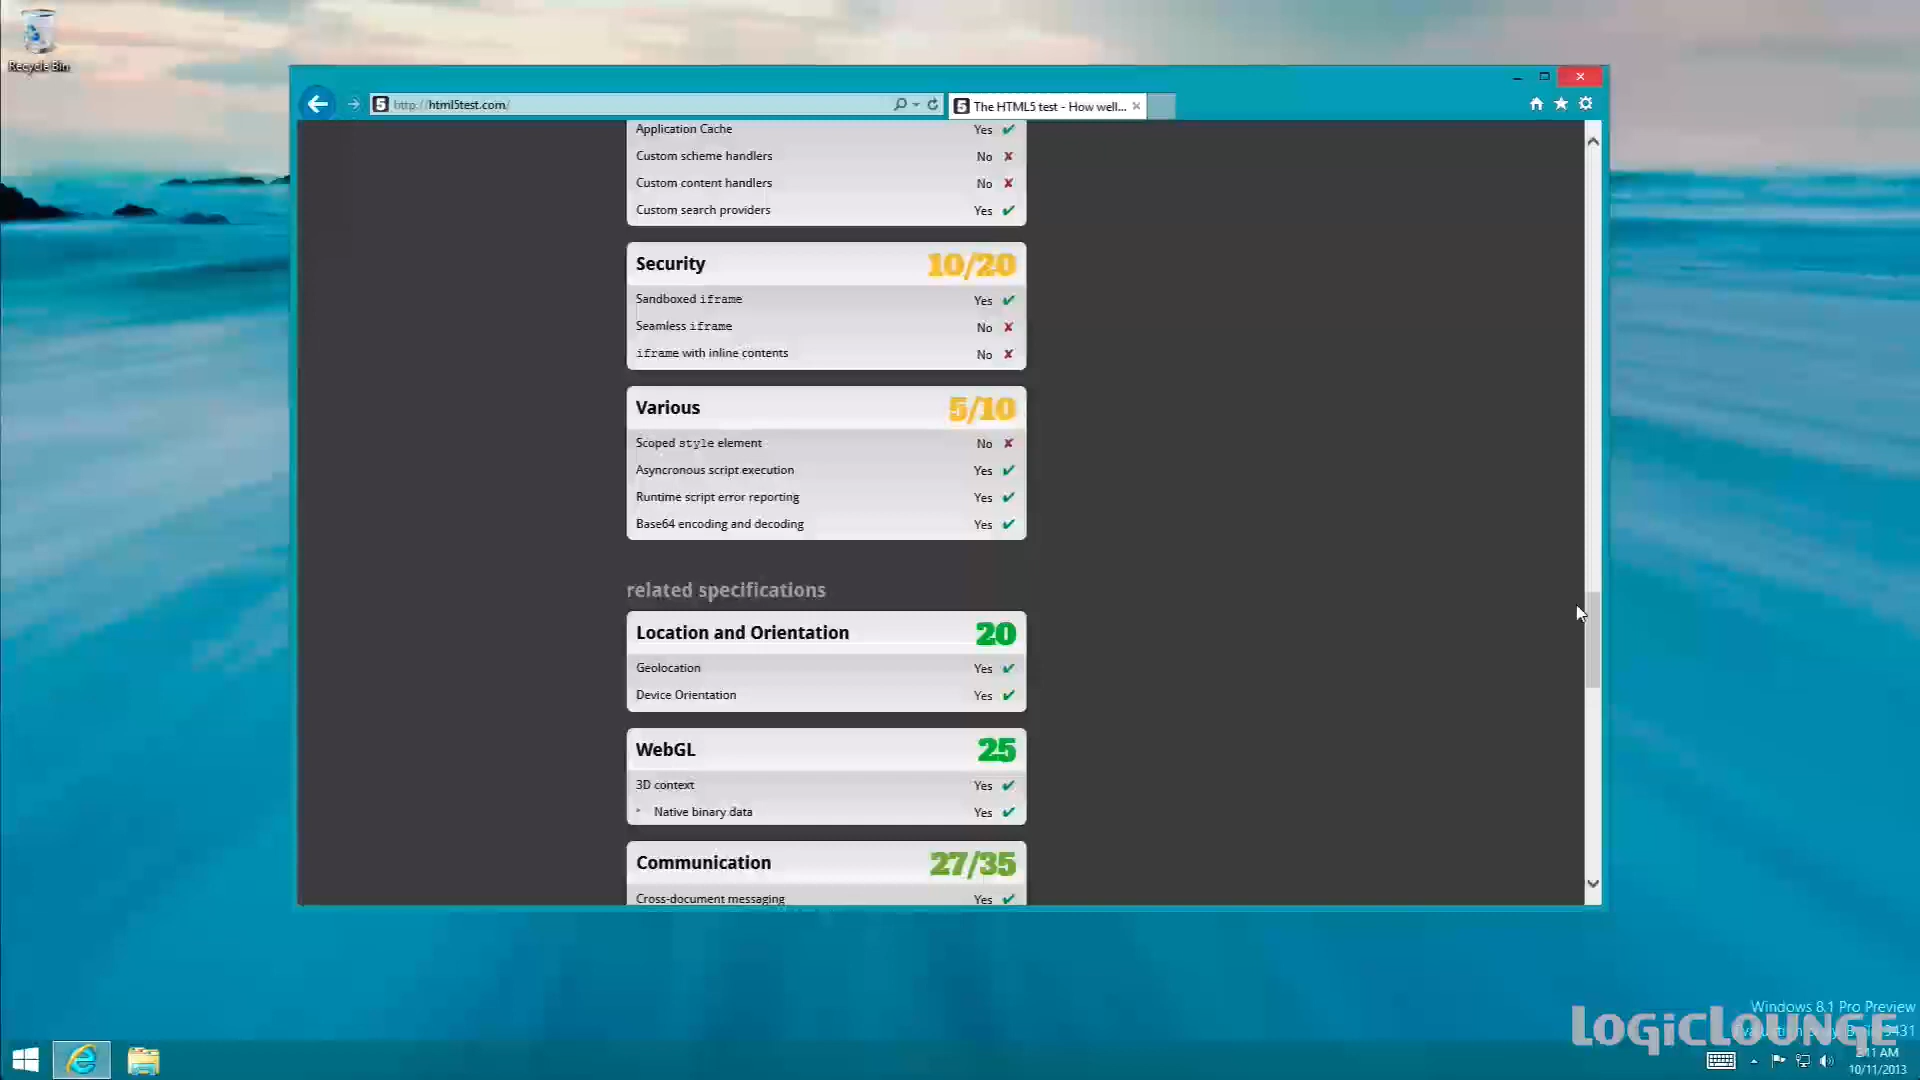 Recycle Bin
http://html5test.com/
The HTML5 test - How well...
Application Cache Yes ✔
Custom scheme handlers No ✘
Custom content handlers No ✘
Custom search providers Yes ✔
Security 10/20
Sandboxed iframe Yes ✔
Seamless iframe No ✘
iframe with inline contents No ✘
Various 5/10
Scoped style element No ✘
Asyncronous script execution Yes ✔
Runtime script error reporting Yes ✔
Base64 encoding and decoding Yes ✔
related specifications
Location and Orientation 20
Geolocation Yes ✔
Device Orientation Yes ✔
WebGL 25
3D context Yes ✔
Native binary data Yes ✔
Communication 27/35
Cross-document messaging Yes ✔
Windows 8.1 Pro Preview
LOGICLOUNGE
10/11/2013